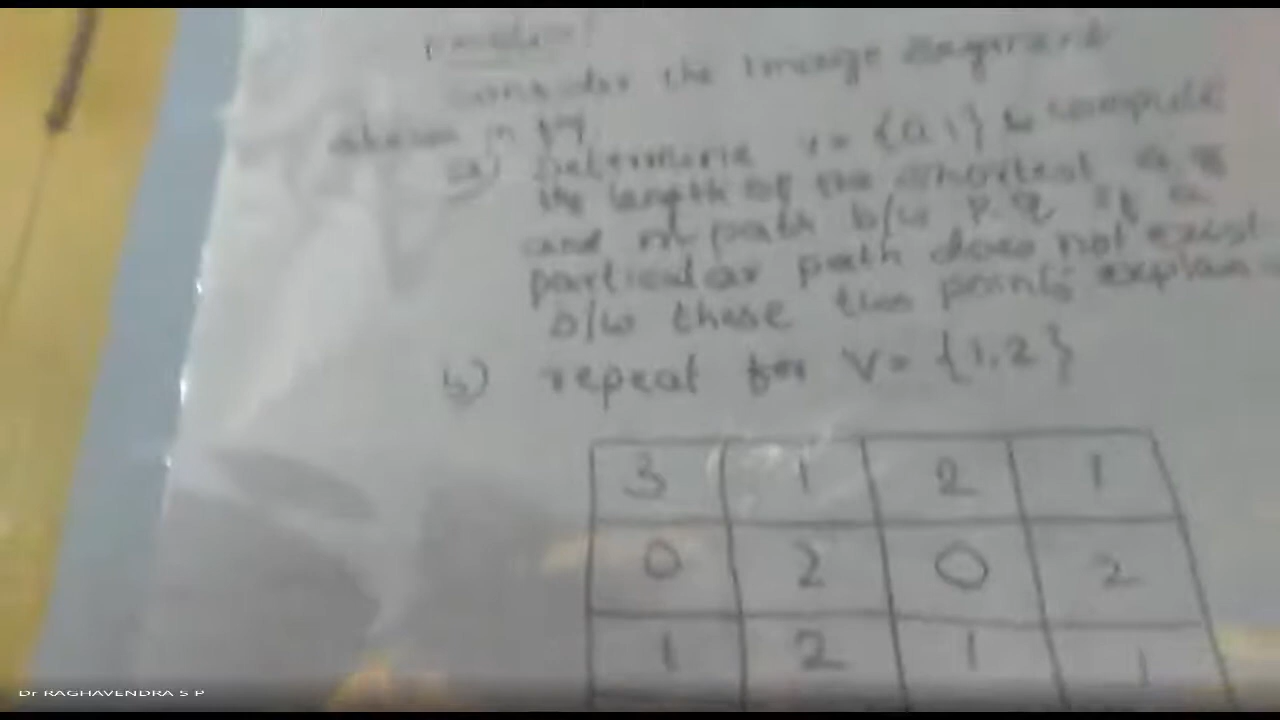 Problem:
Consider the Image Segment
shown in fig
a) Determine V= {0,1} & compute
the length of the shortest 4, 8
and m path b/w p, q If a
particular path does not exist
b/w these two points explain
b) repeat for V= {1,2}
3 1 2 1
0 2 0 2
1 2 1 1
Dr RAGHAVENDRA S P